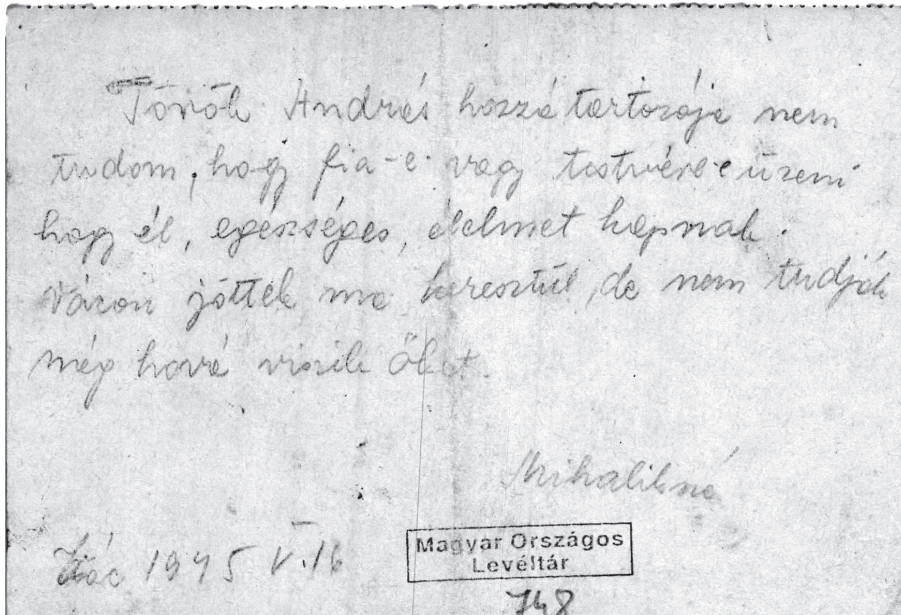 Török András hozzátartozója nem
tudom, hogy fia-e vagy testvére-e üzeni
hogy él, egészséges, élelmet kapnak.
Vácon jöttek ma keresztül, de nem tudják
még hová viszik őket.
Mihalikné
Vác 1945 V.16
Magyar Országos
Levéltár
748